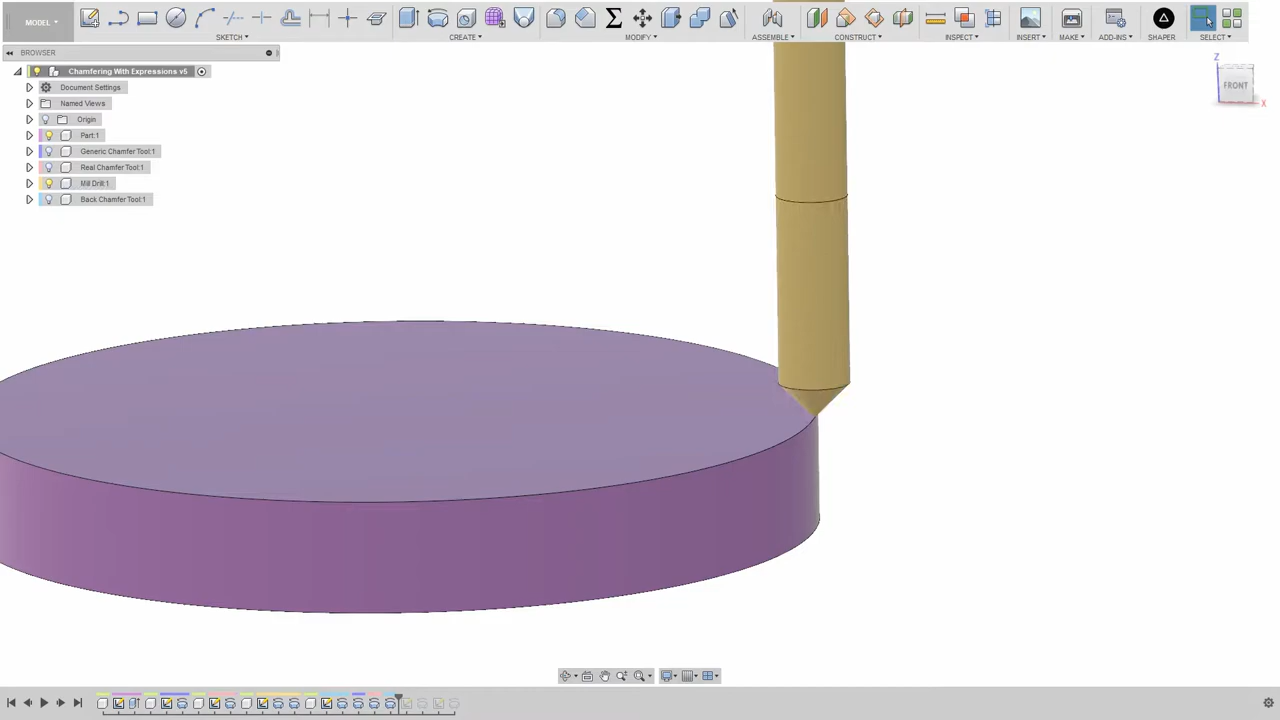 MODEL
SKETCH
CREATE
MODIFY
ASSEMBLE
CONSTRUCT
INSPECT
INSERT
MAKE
ADD-INS
SHAPER
SELECT
BROWSER
Chamfering With Expressions v5
Document Settings
Named Views
Origin
Part:1
Generic Chamfer Tool:1
Real Chamfer Tool:1
Mill Drill:1
Back Chamfer Tool:1
Z
FRONT
X